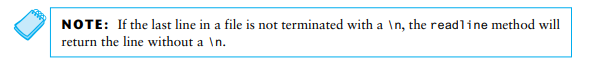 NOTE: If the last line in a file is not terminated with a \n, the readline method will
return the line without a \n.